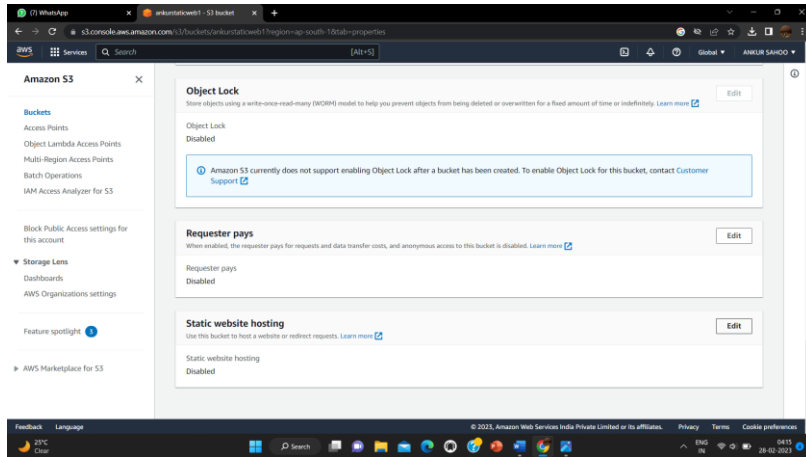 (7) WhatsApp
ankurstaticweb1 - S3 bucket
s3.console.aws.amazon.com/s3/buckets/ankurstaticweb1?region=ap-south-1&tab=properties
aws Services Search [Alt+S] Global ANKUR SAHOO
Amazon S3
Buckets
Access Points
Object Lambda Access Points
Multi-Region Access Points
Batch Operations
IAM Access Analyzer for S3
Block Public Access settings for
this account
Storage Lens
Dashboards
AWS Organizations settings
Feature spotlight 3
AWS Marketplace for S3
Object Lock
Edit
Store objects using a write-once-read-many (WORM) model to help you prevent objects from being deleted or overwritten for a fixed amount of time or indefinitely. Learn more
Object Lock
Disabled
Amazon S3 currently does not support enabling Object Lock after a bucket has been created. To enable Object Lock for this bucket, contact Customer
Support
Requester pays
Edit
When enabled, the requester pays for requests and data transfer costs, and anonymous access to this bucket is disabled. Learn more
Requester pays
Disabled
Static website hosting
Edit
Use this bucket to host a website or redirect requests. Learn more
Static website hosting
Disabled
Feedback Language © 2023, Amazon Web Services India Private Limited or its affiliates. Privacy Terms Cookie preferences
25°C
Clear
Search
ENG
IN
04:15
28-02-2023